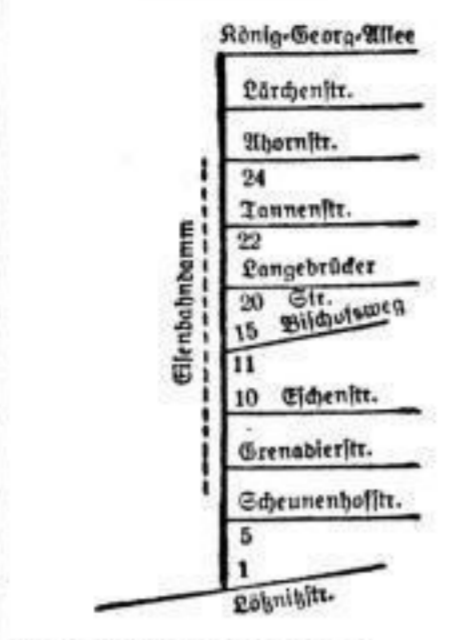 König-Georg-Allee
Lärchenstr.
Ahornstr.
24
Tannenstr.
22
Langebrücker
20 Str.
15 Bischofsweg
11
10 Eschenstr.
Grenadierstr.
Scheunenhofstr.
5
1
Lößnitzstr.
Eisenbahndamm